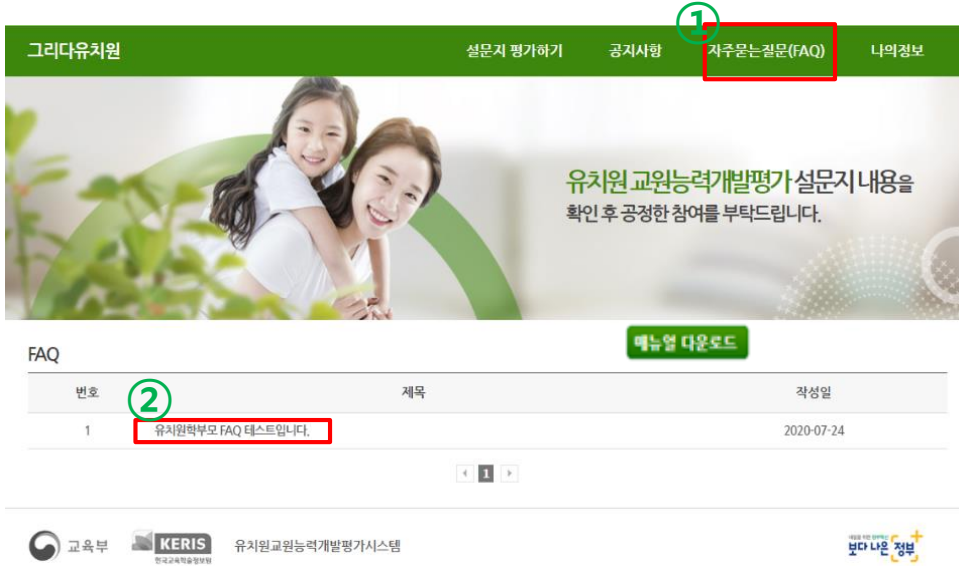 ①
그리다유치원 설문지 평가하기 공지사항 자주묻는질문(FAQ) 나의정보
유치원 교원능력개발평가 설문지 내용을
확인 후 공정한 참여를 부탁드립니다.
매뉴얼 다운로드
FAQ
번호 제목 작성일
②
1 유치원학부모 FAQ 테스트입니다. 2020-07-24
1
교육부 KERIS 유치원교원능력개발평가시스템
한국교육학술정보원
보다 나은 정부